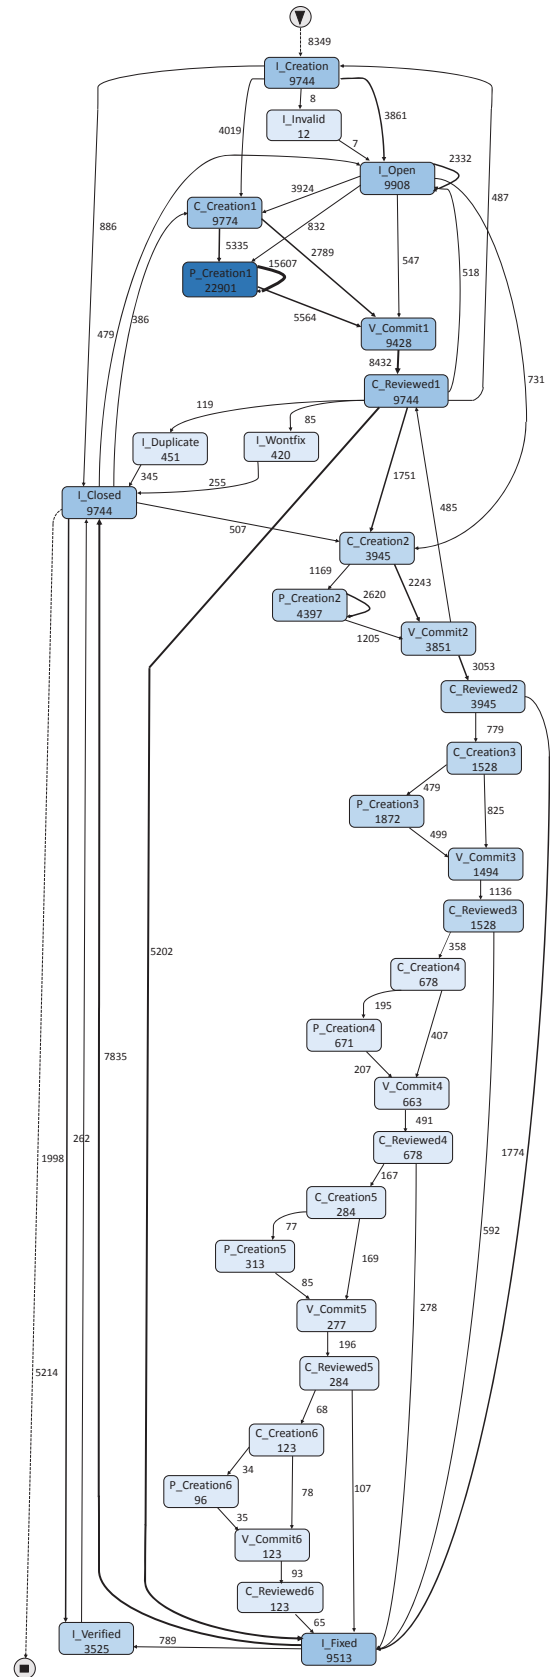 8349
I_Creation
9744
8
3861
4019
I_Invalid
12
7
2332
I_Open
9908
3924
487
C_Creation1
9774
832
886
5335
2789
547
518
15607
P_Creation1
22901
5564
386
479
V_Commit1
9428
8432
731
C_Reviewed1
9744
119
85
I_Duplicate
451
I_Wontfix
420
1751
345
255
485
I_Closed
9744
507
C_Creation2
3945
1169
2243
2620
P_Creation2
4397
1205
V_Commit2
3851
3053
C_Reviewed2
3945
779
C_Creation3
1528
479
825
P_Creation3
1872
499
V_Commit3
1494
1136
C_Reviewed3
1528
358
5202
C_Creation4
678
195
407
P_Creation4
671
7835
207
V_Commit4
663
491
C_Reviewed4
678
262
1998
1774
167
C_Creation5
284
77
592
169
P_Creation5
313
85
278
V_Commit5
277
196
C_Reviewed5
284
5214
68
C_Creation6
123
34
78
107
P_Creation6
96
35
V_Commit6
123
93
C_Reviewed6
123
65
I_Verified
3525
789
I_Fixed
9513